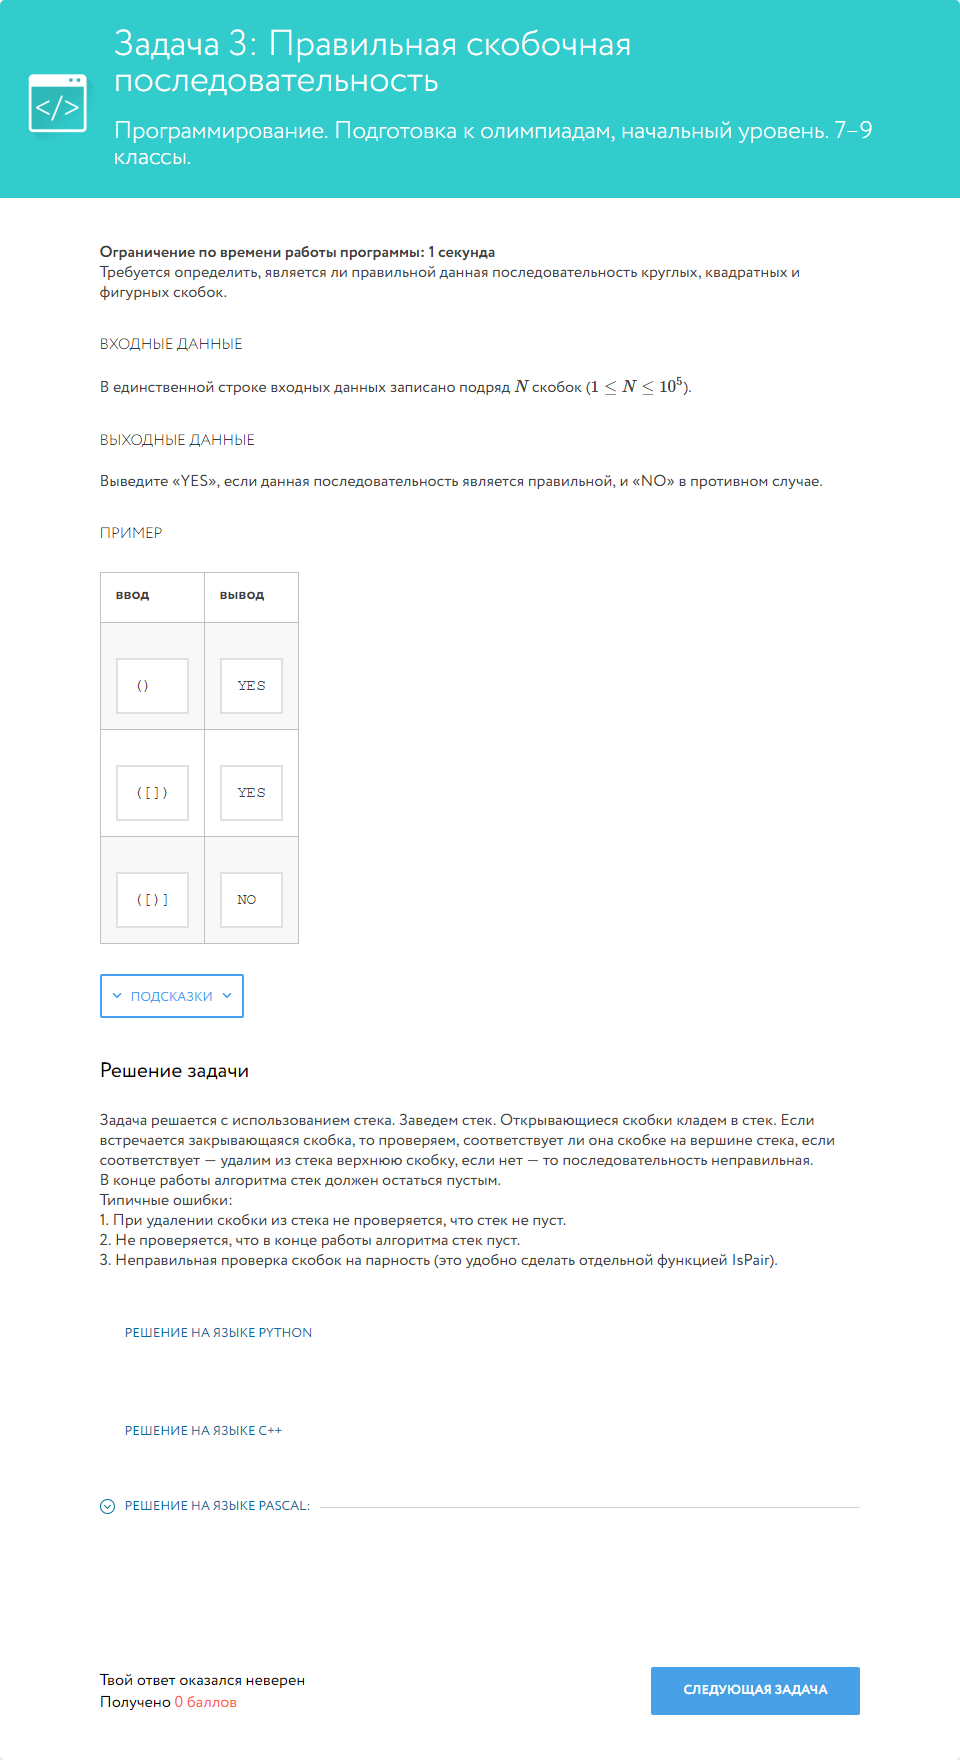 Задача 3: Правильная скобочная
последовательность
</>
Программирование. Подготовка к олимпиадам, начальный уровень. 7–9
классы.
Ограничение по времени работы программы: 1 секунда
Требуется определить, является ли правильной данная последовательность круглых, квадратных и
фигурных скобок.
ВХОДНЫЕ ДАННЫЕ
В единственной строке входных данных записано подряд N скобок (1 ≤ N ≤ 10⁵).
ВЫХОДНЫЕ ДАННЫЕ
Выведите «YES», если данная последовательность является правильной, и «NO» в противном случае.
ПРИМЕР
ввод вывод
() YES
([]) YES
([)] NO
ПОДСКАЗКИ
Решение задачи
Задача решается с использованием стека. Заведем стек. Открывающиеся скобки кладем в стек. Если
встречается закрывающаяся скобка, то проверяем, соответствует ли она скобке на вершине стека, если
соответствует — удалим из стека верхнюю скобку, если нет — то последовательность неправильная.
В конце работы алгоритма стек должен остаться пустым.
Типичные ошибки:
1. При удалении скобки из стека не проверяется, что стек не пуст.
2. Не проверяется, что в конце работы алгоритма стек пуст.
3. Неправильная проверка скобок на парность (это удобно сделать отдельной функцией IsPair).
РЕШЕНИЕ НА ЯЗЫКЕ PYTHON
РЕШЕНИЕ НА ЯЗЫКЕ C++
РЕШЕНИЕ НА ЯЗЫКЕ PASCAL:
Твой ответ оказался неверен
Получено 0 баллов
СЛЕДУЮЩАЯ ЗАДАЧА